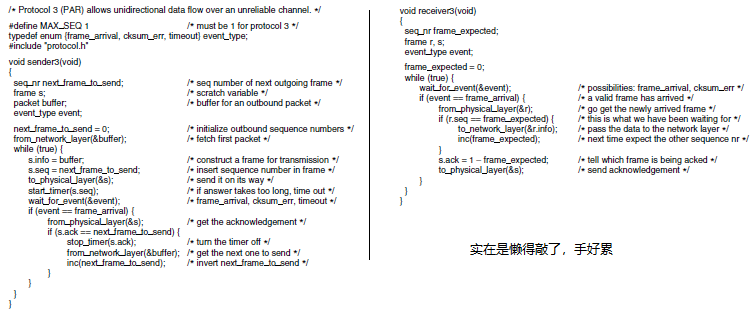 /* Protocol 3 (PAR) allows unidirectional data flow over an unreliable channel. */
#define MAX_SEQ 1 /* must be 1 for protocol 3 */
typedef enum {frame_arrival, cksum_err, timeout} event_type;
#include "protocol.h"
void sender3(void)
{
seq_nr next_frame_to_send; /* seq number of next outgoing frame */
frame s; /* scratch variable */
packet buffer; /* buffer for an outbound packet */
event_type event;
next_frame_to_send = 0; /* initialize outbound sequence numbers */
from_network_layer(&buffer); /* fetch first packet */
while (true) {
s.info = buffer; /* construct a frame for transmission */
s.seq = next_frame_to_send; /* insert sequence number in frame */
to_physical_layer(&s); /* send it on its way */
start_timer(s.seq); /* if answer takes too long, time out */
wait_for_event(&event); /* frame_arrival, cksum_err, timeout */
if (event == frame_arrival) {
from_physical_layer(&s); /* get the acknowledgement */
if (s.ack == next_frame_to_send) {
stop_timer(s.ack); /* turn the timer off */
from_network_layer(&buffer); /* get the next one to send */
inc(next_frame_to_send); /* invert next_frame_to_send */
}
}
}
}
void receiver3(void)
{
seq_nr frame_expected;
frame r, s;
event_type event;
frame_expected = 0;
while (true) {
wait_for_event(&event); /* possibilities: frame_arrival, cksum_err */
if (event == frame_arrival) { /* a valid frame has arrived */
from_physical_layer(&r); /* go get the newly arrived frame */
if (r.seq == frame_expected) { /* this is what we have been waiting for */
to_network_layer(&r.info); /* pass the data to the network layer */
inc(frame_expected); /* next time expect the other sequence nr */
}
s.ack = 1 – frame_expected; /* tell which frame is being acked */
to_physical_layer(&s); /* send acknowledgement */
}
}
}
实在是懒得敲了，手好累